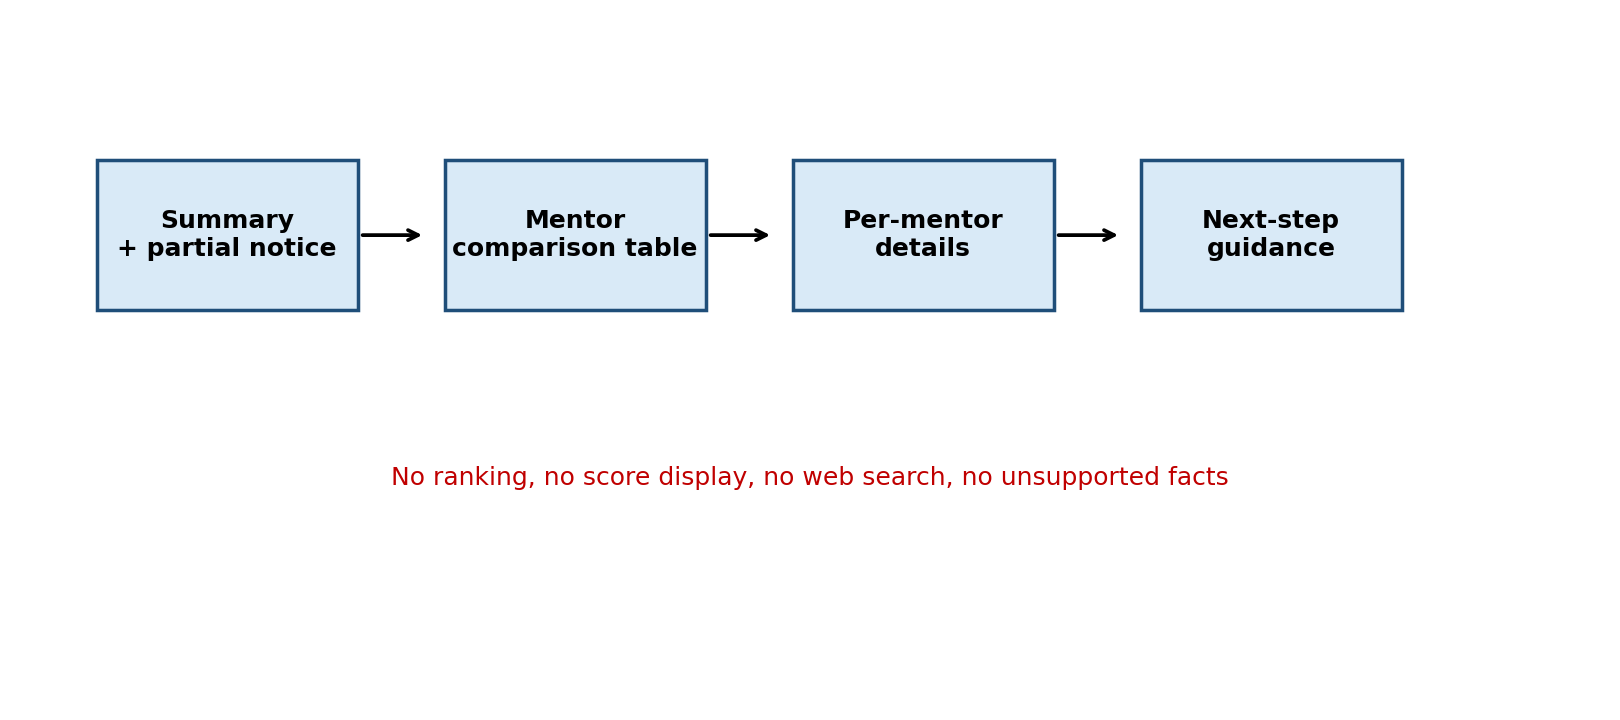 Summary
+ partial notice
Mentor
comparison table
Per-mentor
details
Next-step
guidance
No ranking, no score display, no web search, no unsupported facts